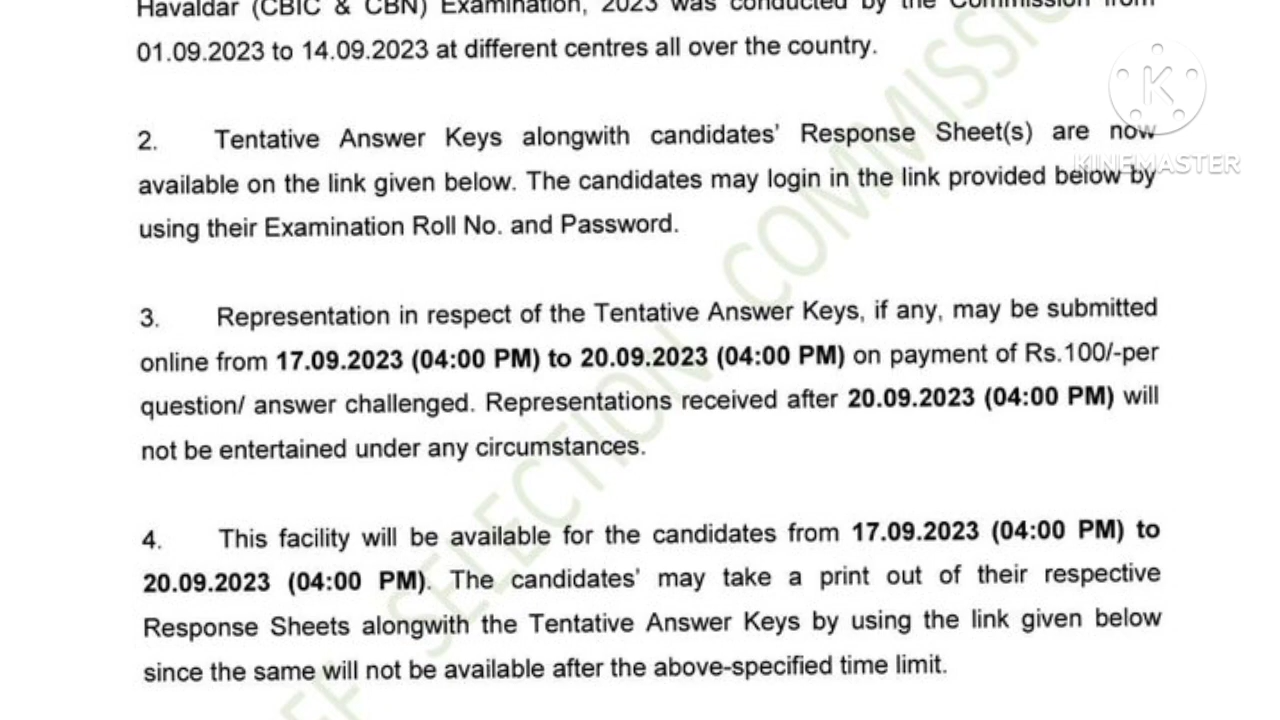 Havaldar (CBIC & CBN) Examination, 2023 was conducted by the Commission from
01.09.2023 to 14.09.2023 at different centres all over the country.
2. Tentative Answer Keys alongwith candidates' Response Sheet(s) are now
available on the link given below. The candidates may login in the link provided below by
using their Examination Roll No. and Password.
3. Representation in respect of the Tentative Answer Keys, if any, may be submitted
online from 17.09.2023 (04:00 PM) to 20.09.2023 (04:00 PM) on payment of Rs.100/-per
question/ answer challenged. Representations received after 20.09.2023 (04:00 PM) will
not be entertained under any circumstances.
4. This facility will be available for the candidates from 17.09.2023 (04:00 PM) to
20.09.2023 (04:00 PM). The candidates' may take a print out of their respective
Response Sheets alongwith the Tentative Answer Keys by using the link given below
since the same will not be available after the above-specified time limit.
SELECTION COMMISSIO
K
KINEMASTER